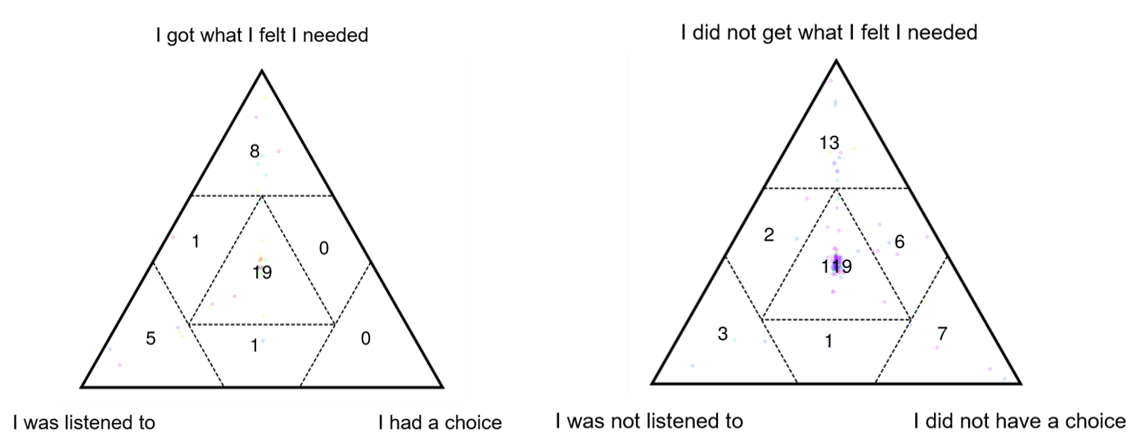 I got what I felt I needed
8
1
0
19
5
1
0
I was listened to
I had a choice
I did not get what I felt I needed
13
2
6
119
3
1
7
I was not listened to
I did not have a choice